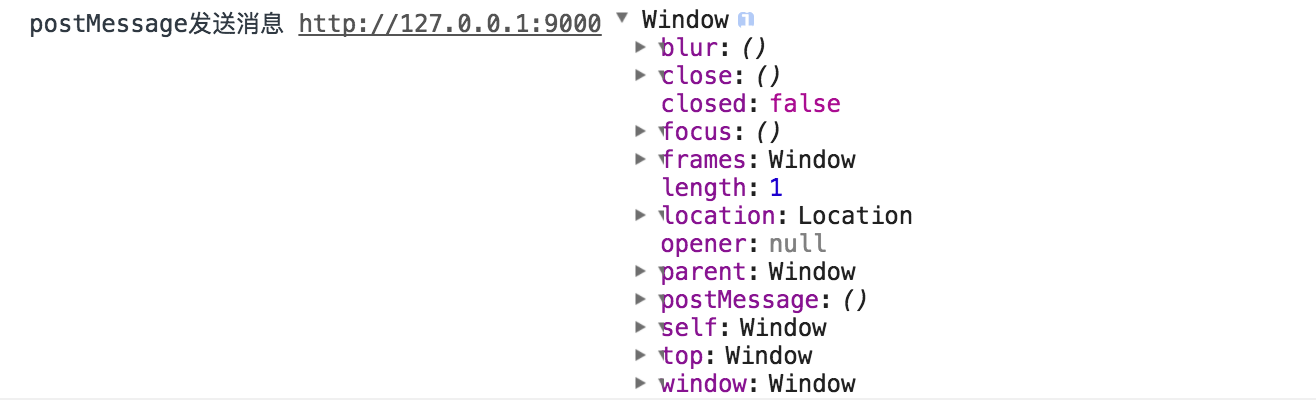 postMessage发送消息 http://127.0.0.1:9000 Window
blur: ()
close: ()
closed: false
focus: ()
frames: Window
length: 1
location: Location
opener: null
parent: Window
postMessage: ()
self: Window
top: Window
window: Window